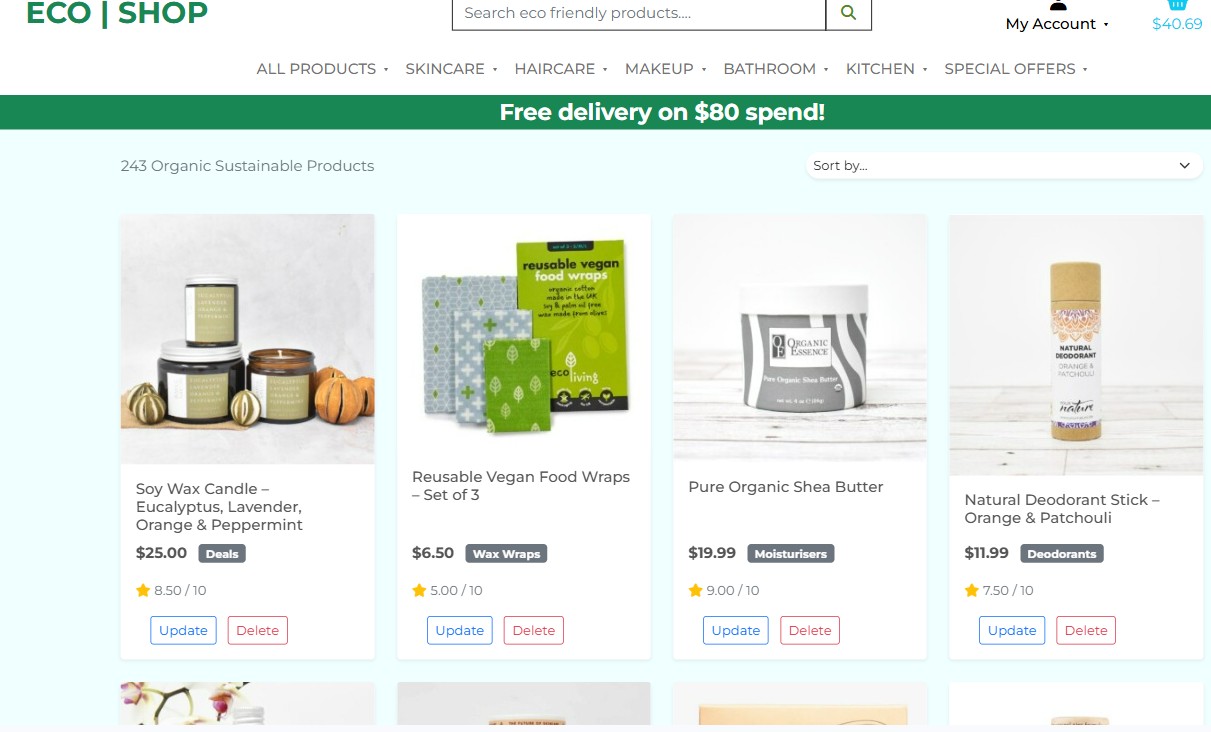 ECO | SHOP
Search eco friendly products....
My Account
$40.69
ALL PRODUCTS SKINCARE HAIRCARE MAKEUP BATHROOM KITCHEN SPECIAL OFFERS
Free delivery on $80 spend!
243 Organic Sustainable Products
Sort by...
EUCALYPTUS
LAVENDER
ORANGE &
PEPPERMINT
reusable vegan
food wraps
organic cotton
made in the UK
soy & palm oil free
wax made from olives
eco
living
ORGANIC
ESSENCE
Pure Organic Shea Butter
NATURAL
DEODORANT
ORANGE &
PATCHOULI
nature
Soy Wax Candle –
Eucalyptus, Lavender,
Orange & Peppermint
$25.00 Deals
8.50 / 10
Update Delete
Reusable Vegan Food Wraps
– Set of 3
$6.50 Wax Wraps
5.00 / 10
Update Delete
Pure Organic Shea Butter
$19.99 Moisturisers
9.00 / 10
Update Delete
Natural Deodorant Stick –
Orange & Patchouli
$11.99 Deodorants
7.50 / 10
Update Delete